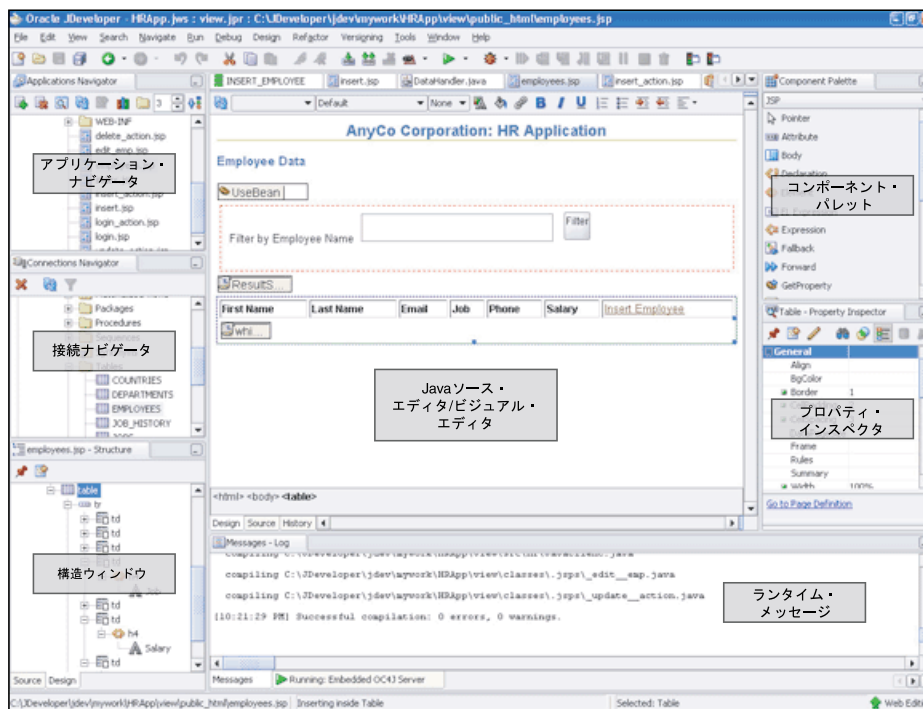 Oracle JDeveloper - HRApp.jws : view.jpr : C:\JDeveloper\jdev\mywork\HRApp\view\public_html\employees.jsp
File Edit View Search Navigate Run Debug Design Refactor Versioning Tools Window Help
Applications Navigator
3
WEB-INF
delete_action.jsp
edit_emp.jsp
アプリケーション・
ナビゲータ
insert_action.jsp
insert.jsp
login_action.jsp
login.jsp
Connections Navigator
Packages
Procedures
接続ナビゲータ
Tables
COUNTRIES
DEPARTMENTS
EMPLOYEES
JOB_HISTORY
JOBS
employees.jsp - Structure
table
tr
td
td
td
構造ウィンドウ
td
td
h4
Salary
td
Source Design
INSERT_EMPLOYEE insert.jsp DataHandler.java employees.jsp insert_action.jsp
Default None B I U
AnyCo Corporation: HR Application
Employee Data
UseBean
Filter by Employee Name Filter
ResultS...
First Name Last Name Email Job Phone Salary Insert Employee
whi...
Javaソース・
エディタ/ビジュアル・
エディタ
<html> <body> <table>
Design Source History
Messages - Log
compiling C:\JDeveloper\jdev\mywork\HRApp\view\classes\.jsps\_edit__emp.java
compiling C:\JDeveloper\jdev\mywork\HRApp\view\classes\.jsps\_update__action.java
[10:21:29 PM] Successful compilation: 0 errors, 0 warnings.
ランタイム・
メッセージ
Messages Running: Embedded OC4J Server
Component Palette
JSP
Pointer
Attribute
Body
Declaration
コンポーネント・
パレット
Expression
Fallback
Forward
GetProperty
Table - Property Inspector
General
Align
BgColor
Border 1
プロパティ・
インスペクタ
Frame
Rules
Summary
Width 100%
Go to Page Definition
C:\JDeveloper\jdev\mywork\HRApp\view\public_html\employees.jsp Inserting inside Table Selected: Table Web Edit